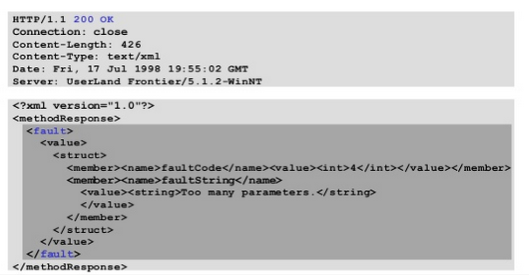 HTTP/1.1 200 OK
Connection: close
Content-Length: 426
Content-Type: text/xml
Date: Fri, 17 Jul 1998 19:55:02 GMT
Server: UserLand Frontier/5.1.2-WinNT
<?xml version="1.0"?>
<methodResponse>
<fault>
<value>
<struct>
<member><name>faultCode</name><value><int>4</int></value></member>
<member><name>faultString</name>
<value><string>Too many parameters.</string>
</value>
</member>
</struct>
</value>
</fault>
</methodResponse>